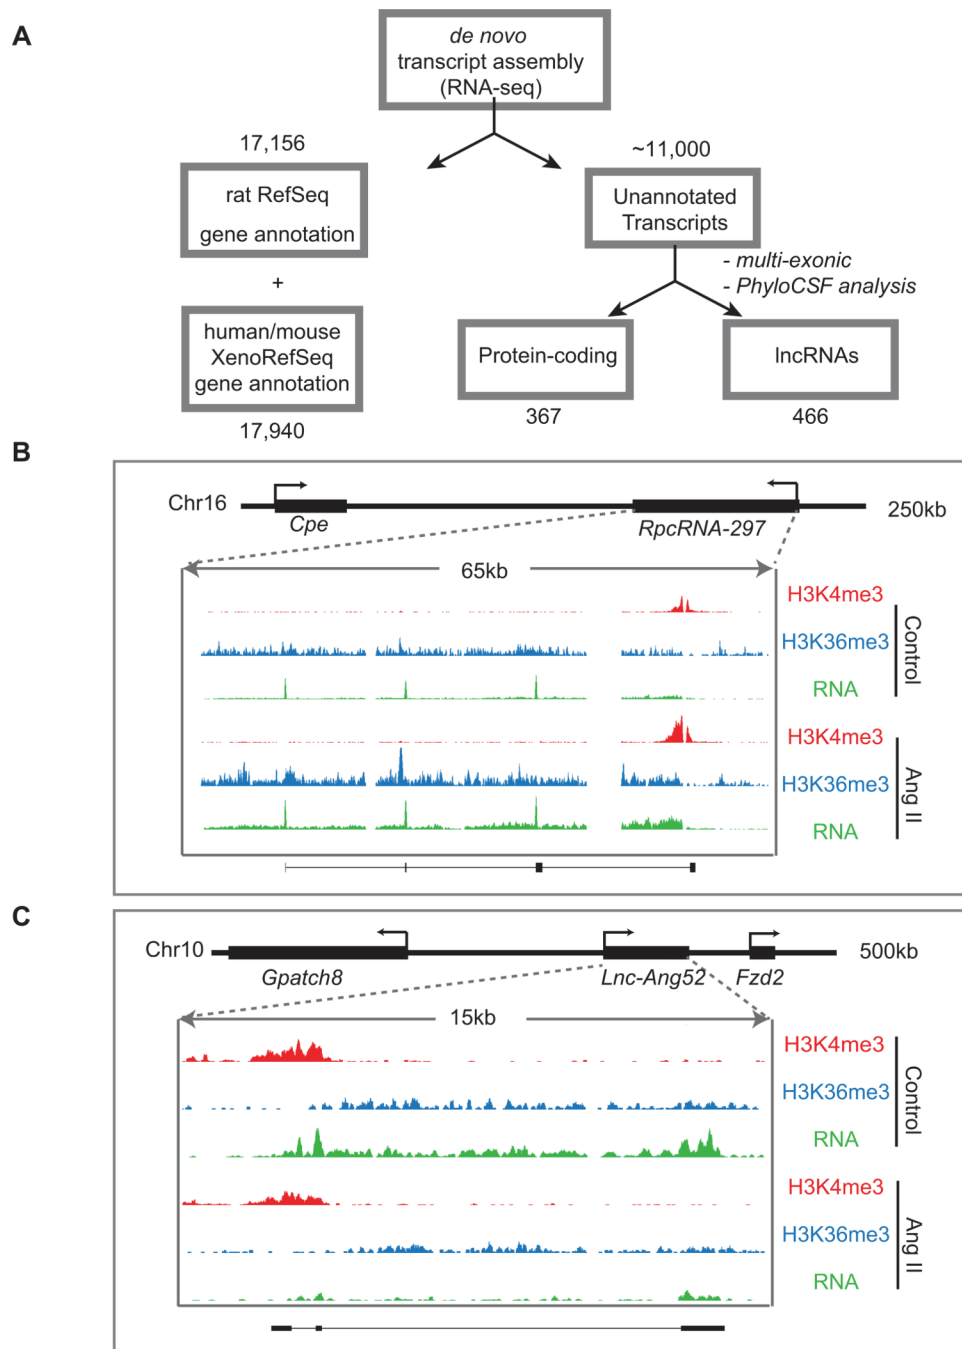 A
de novo
transcript assembly
(RNA-seq)
17,156
rat RefSeq
gene annotation
+
human/mouse
XenoRefSeq
gene annotation
17,940
~11,000
Unannotated
Transcripts
- multi-exonic
- PhyloCSF analysis
Protein-coding
367
lncRNAs
466
B
Chr16
Cpe
RpcRNA-297
250kb
65kb
H3K4me3
H3K36me3
RNA
Control
H3K4me3
H3K36me3
RNA
Ang II
C
Chr10
Gpatch8
Lnc-Ang52
Fzd2
500kb
15kb
H3K4me3
H3K36me3
RNA
Control
H3K4me3
H3K36me3
RNA
Ang II